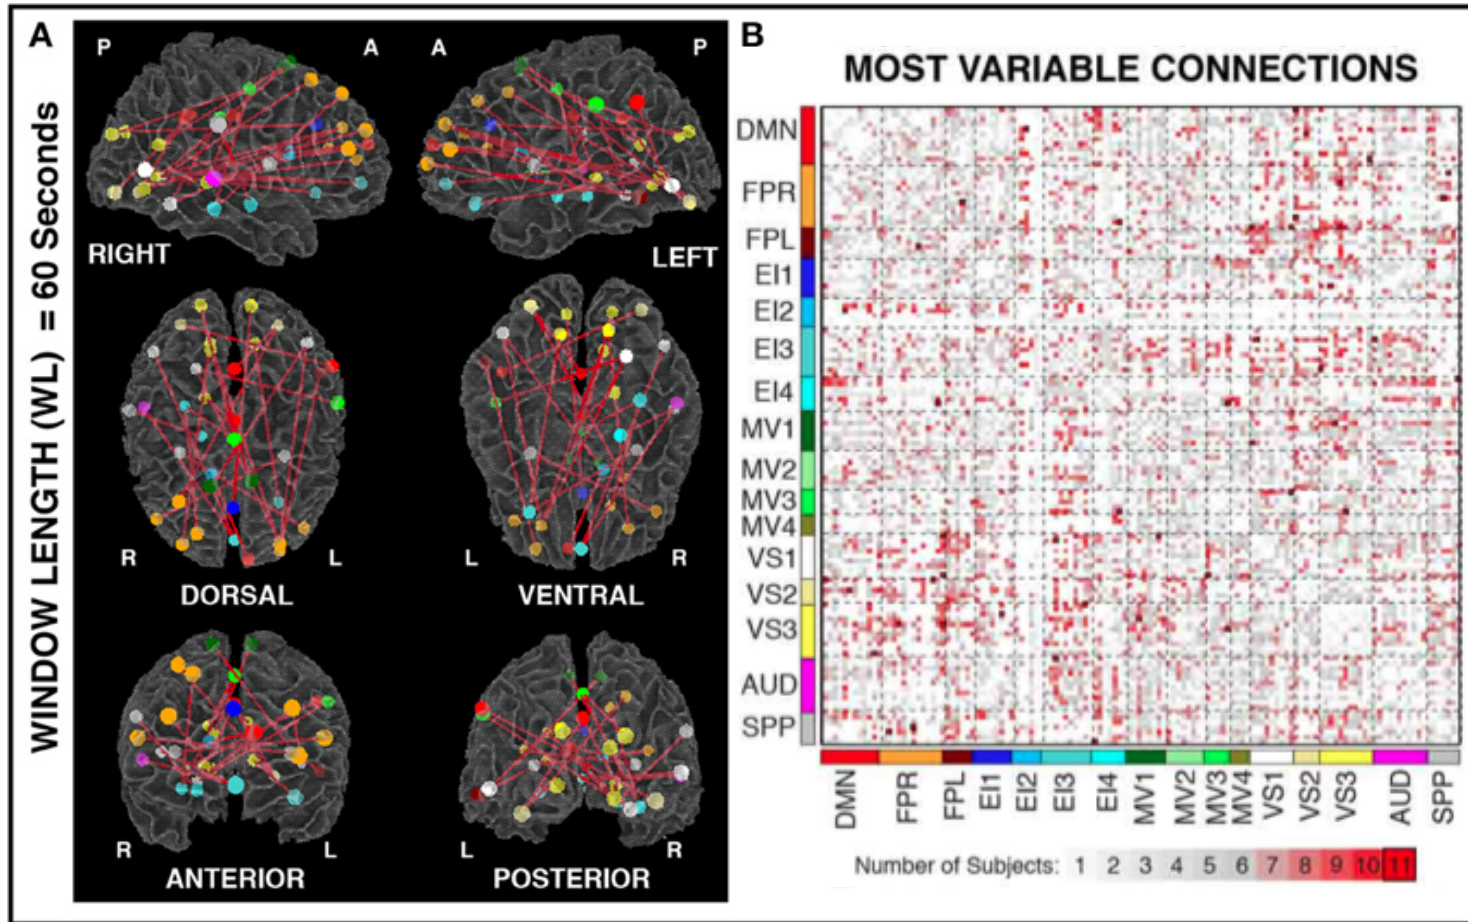 A
WINDOW LENGTH (WL) = 60 Seconds
P A
A P
RIGHT
LEFT
R L
L R
DORSAL
VENTRAL
R L
L R
ANTERIOR
POSTERIOR
B
MOST VARIABLE CONNECTIONS
DMN
FPR
FPL
EI1
EI2
EI3
EI4
MV1
MV2
MV3
MV4
VS1
VS2
VS3
AUD
SPP
DMN
FPR
FPL
EI1
EI2
EI3
EI4
MV1
MV2
MV3
MV4
VS1
VS2
VS3
AUD
SPP
Number of Subjects: 1 2 3 4 5 6 7 8 9 10 11